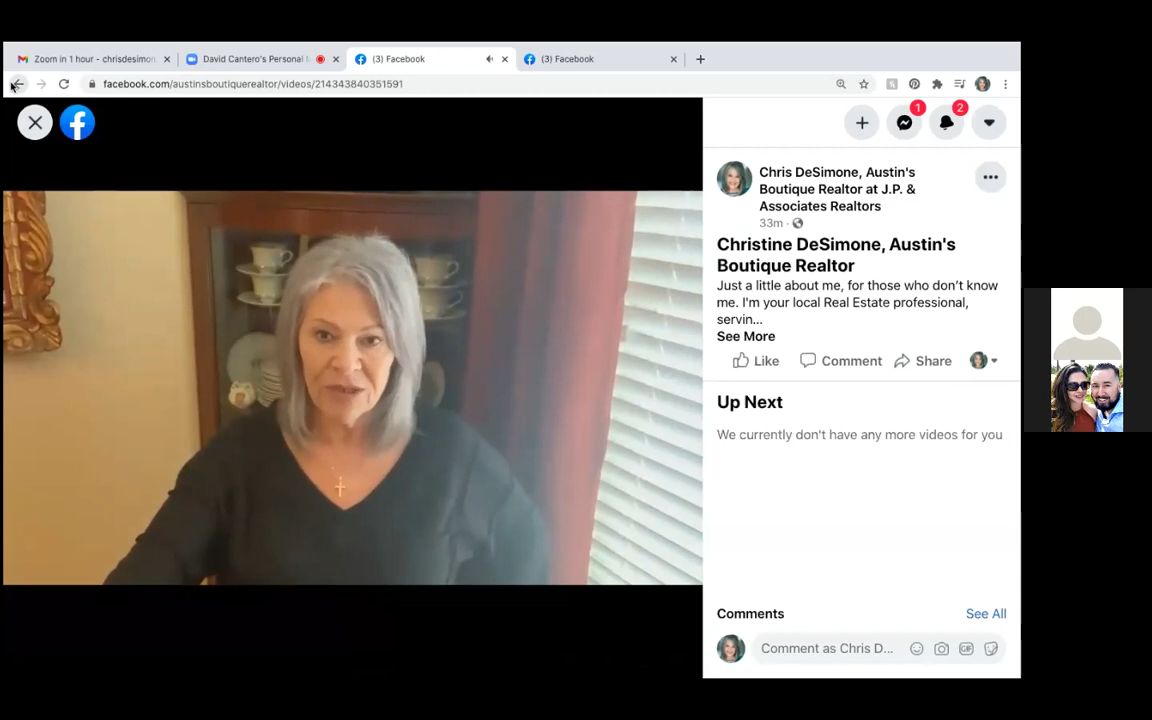 Zoom in 1 hour - chrisdesimon
David Cantero's Personal
(3) Facebook
(3) Facebook
facebook.com/austinsboutiquerealtor/videos/214343840351591
1
2
Chris DeSimone, Austin's
Boutique Realtor at J.P. &
Associates Realtors
33m ·
Christine DeSimone, Austin's
Boutique Realtor
Just a little about me, for those who don't know
me. I'm your local Real Estate professional,
servin...
See More
Like
Comment
Share
Up Next
We currently don't have any more videos for you
Comments
See All
Comment as Chris D...
GIF